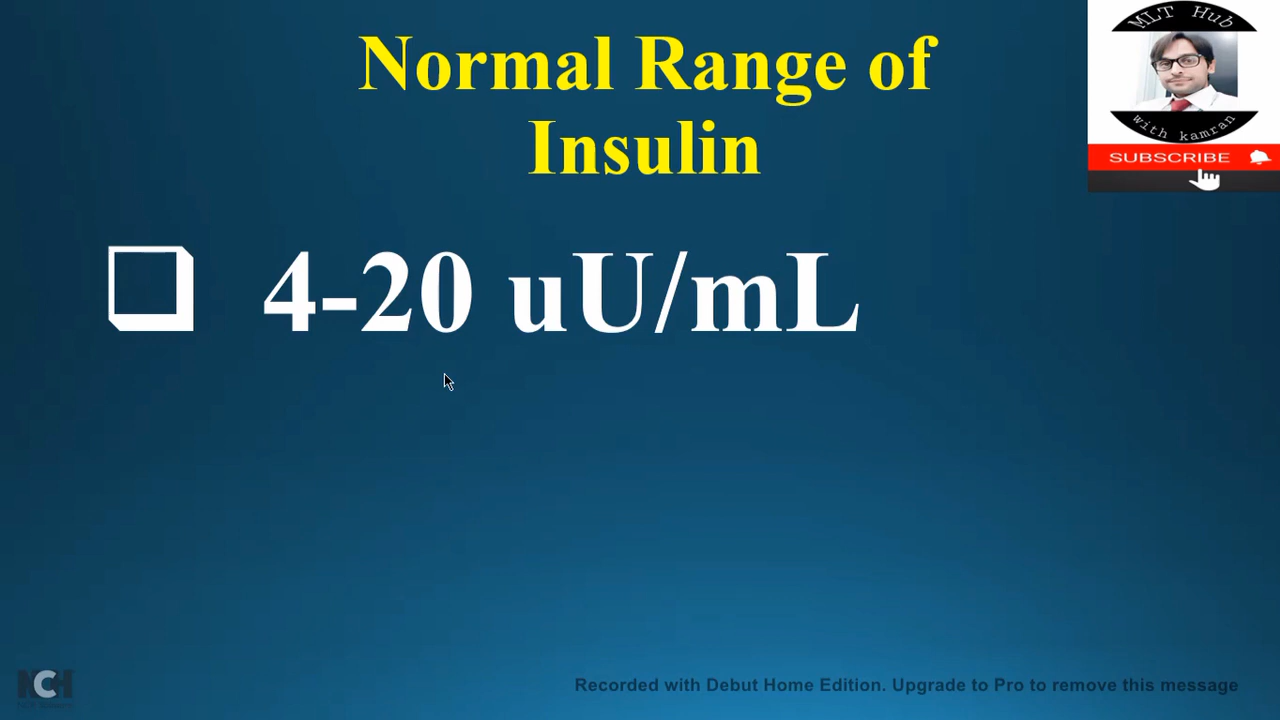 Normal Range of
Insulin
MLT Hub
with kamran
SUBSCRIBE
4-20 uU/mL
NCH
Recorded with Debut Home Edition. Upgrade to Pro to remove this message